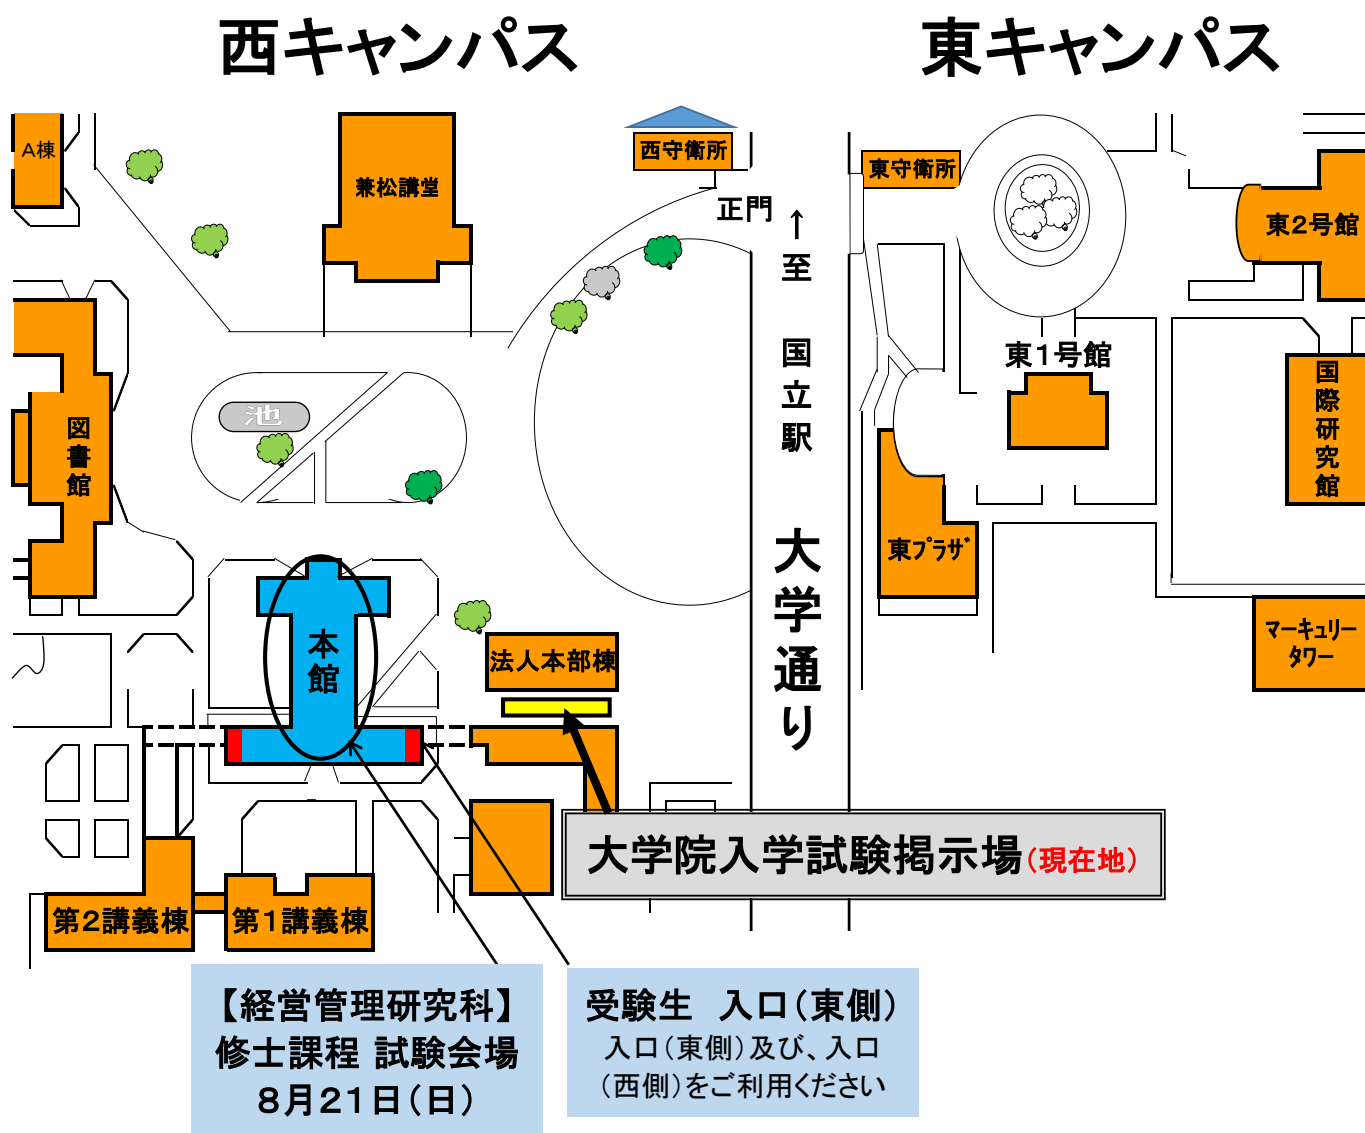 西キャンパス
東キャンパス
A棟
兼松講堂
西守衛所
東守衛所
正門
↑至 国立駅
東2号館
東1号館
国際研究館
池
図書館
大学通り
東プラザ
本館
法人本部棟
マーキュリー
タワー
大学院入学試験掲示場(現在地)
第2講義棟
第1講義棟
【経営管理研究科】
修士課程 試験会場
8月21日(日)
受験生 入口(東側)
入口(東側)及び、入口
(西側)をご利用ください